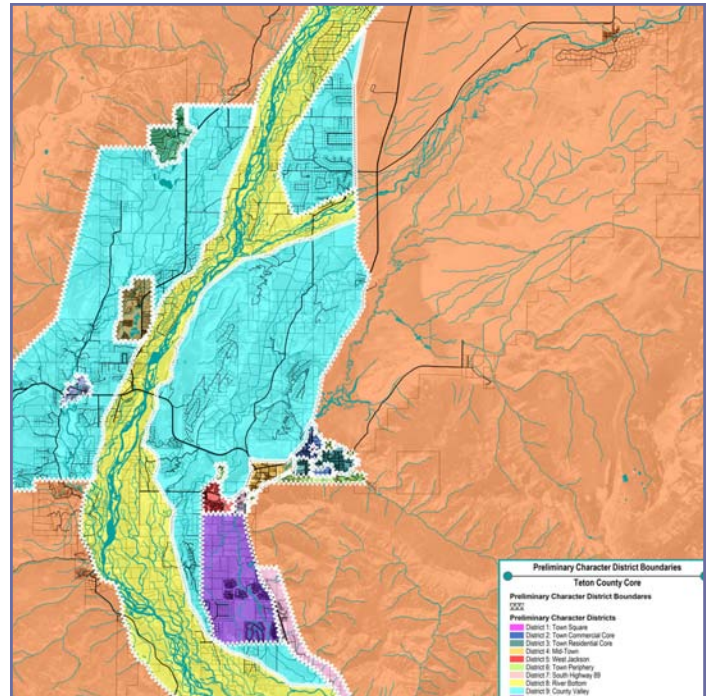 Preliminary Character District Boundaries
Teton County Core
Preliminary Character District Boundares
Preliminary Character Districts
District 1: Town Square
District 2: Town Commercial Core
District 3: Town Residential Core
District 4: Mid-Town
District 5: West Jackson
District 6: Town Periphery
District 7: South Highway 89
District 8: River Bottom
District 9: County Valley